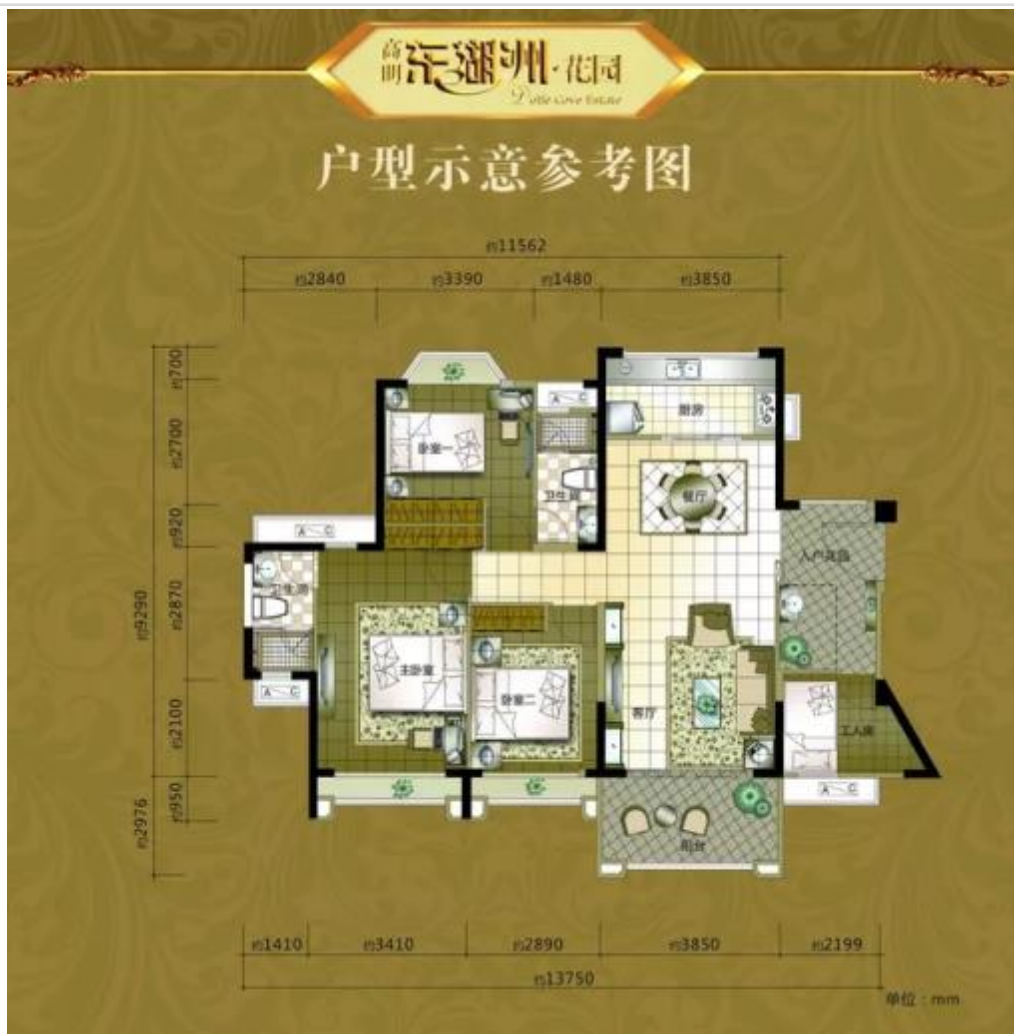 高明 东湖洲·花园
Cove Estate
户型示意参考图
约11562
约2840 约3390 约1480 约3850
约700
约2700
约920
约2870
约2100
约950
约9290
约2976
厨房
A C
卧室一
卫生间
餐厅
A C
入户花园
卫生间
主卧室
卧室二
客厅
工人房
A C
A C
阳台
约1410 约3410 约2890 约3850 约2199
约13750
单位：mm